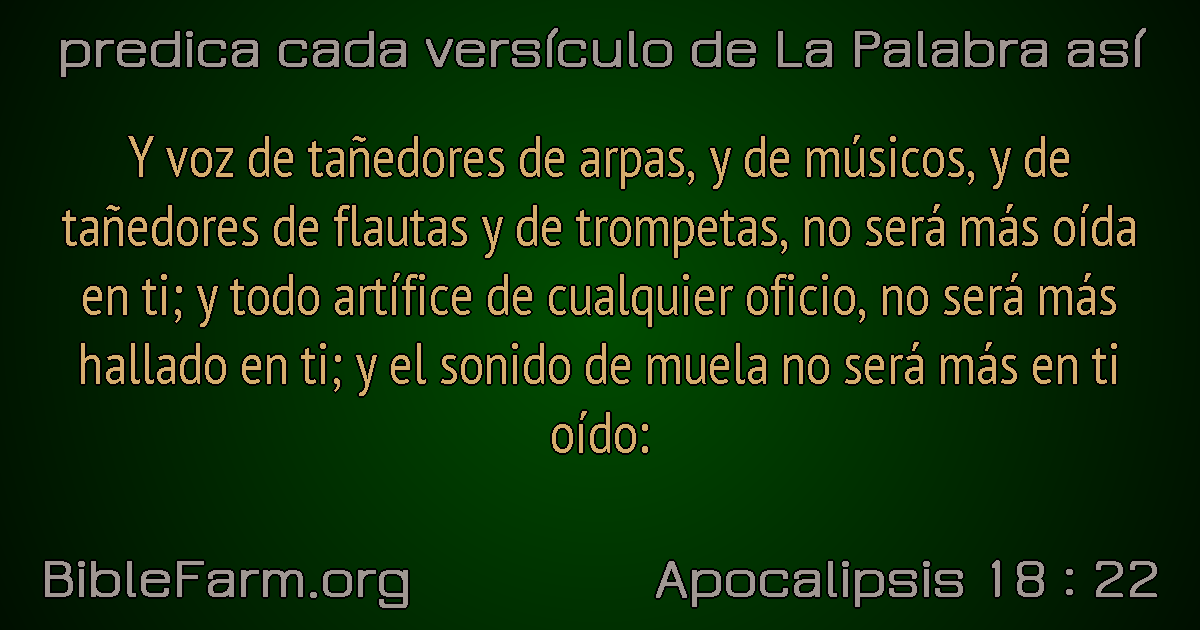 predica cada versículo de La Palabra así
Y voz de tañedores de arpas, y de músicos, y de
tañedores de flautas y de trompetas, no será más oída
en ti; y todo artífice de cualquier oficio, no será más
hallado en ti; y el sonido de muela no será más en ti
oído:
BibleFarm.org
Apocalipsis 18 : 22